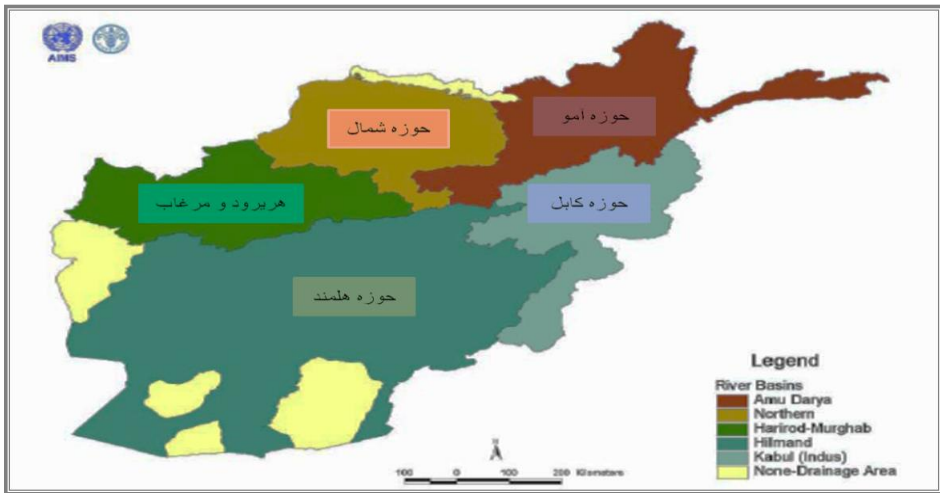 AIMS
حوزه شمال
حوزه آمو
هریرود و مرغاب
حوزه کابل
حوزه هلمند
Legend
River Basins
Amu Darya
Northern
Harirod-Murghab
Hilmand
Kabul (Indus)
None-Drainage Area
N
100 0 100 200 Kilometers